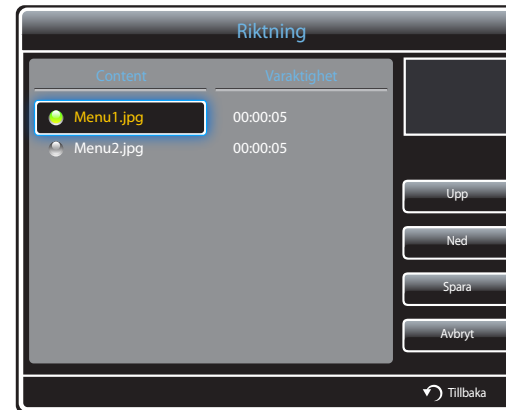 Riktning
Content Varaktighet
Menu1.jpg 00:00:05
Menu2.jpg 00:00:05
Upp
Ned
Spara
Avbryt
Tillbaka